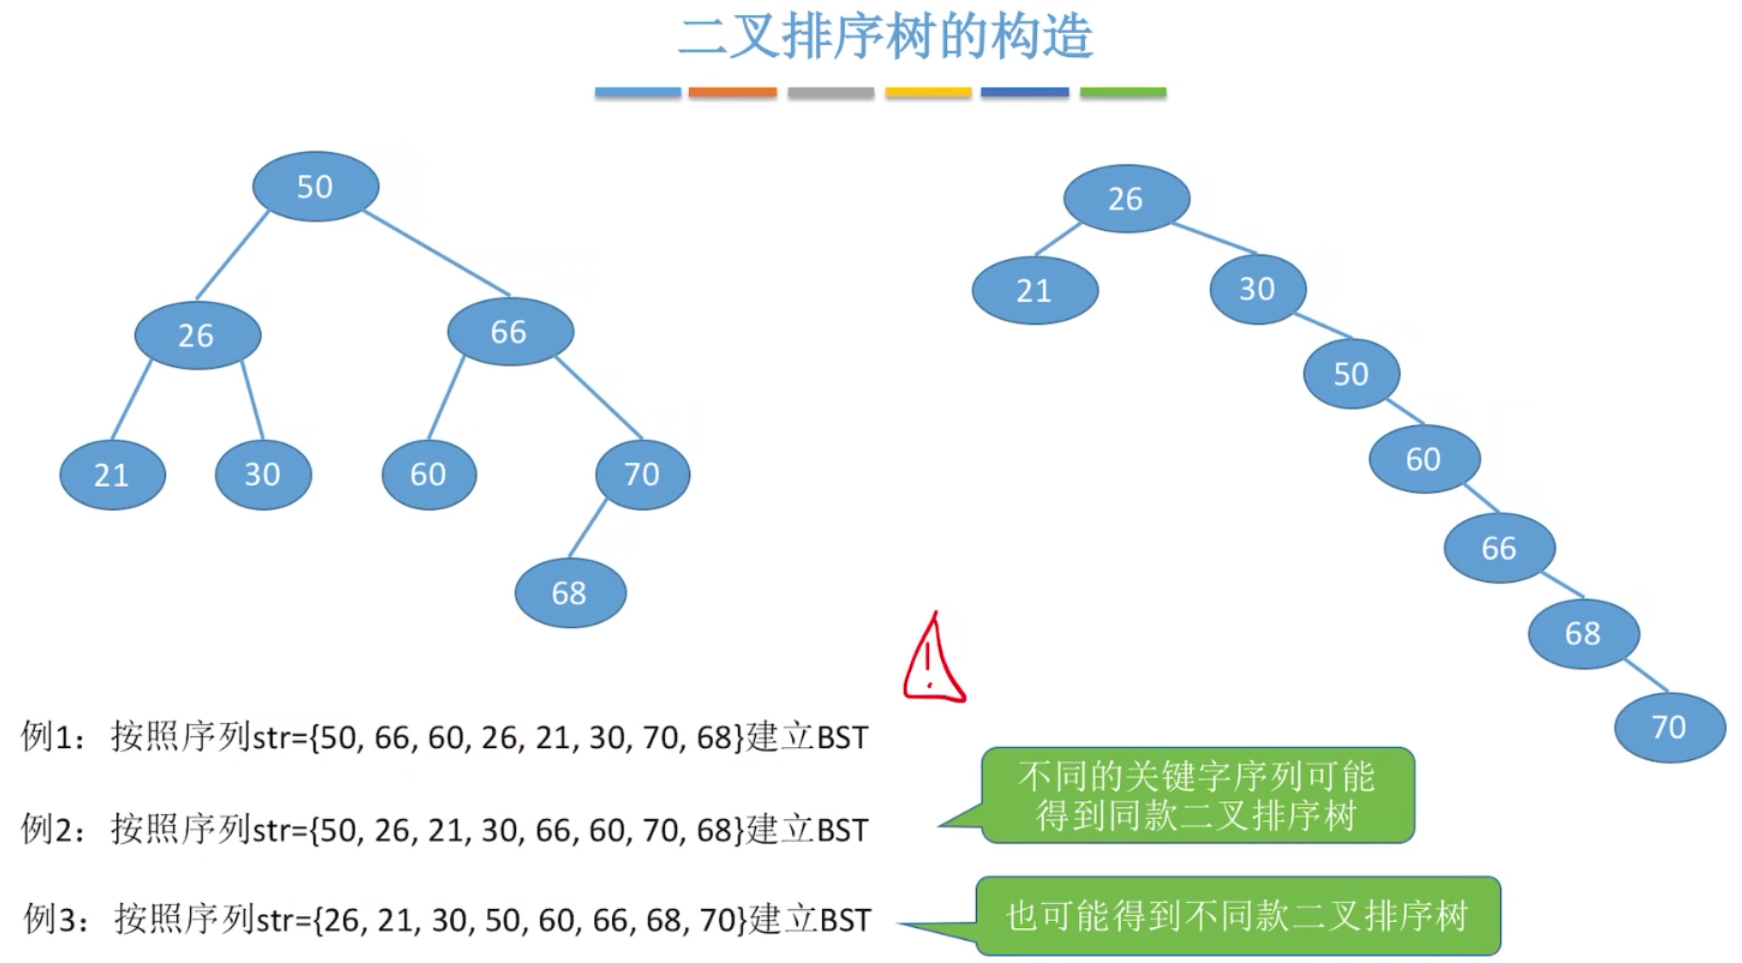 二叉排序树的构造
50
26
66
21
30
60
70
68
26
21
30
50
60
66
68
70
!
例1：按照序列str={50, 66, 60, 26, 21, 30, 70, 68}建立BST
例2：按照序列str={50, 26, 21, 30, 66, 60, 70, 68}建立BST
不同的关键字序列可能
得到同款二叉排序树
例3：按照序列str={26, 21, 30, 50, 60, 66, 68, 70}建立BST
也可能得到不同款二叉排序树